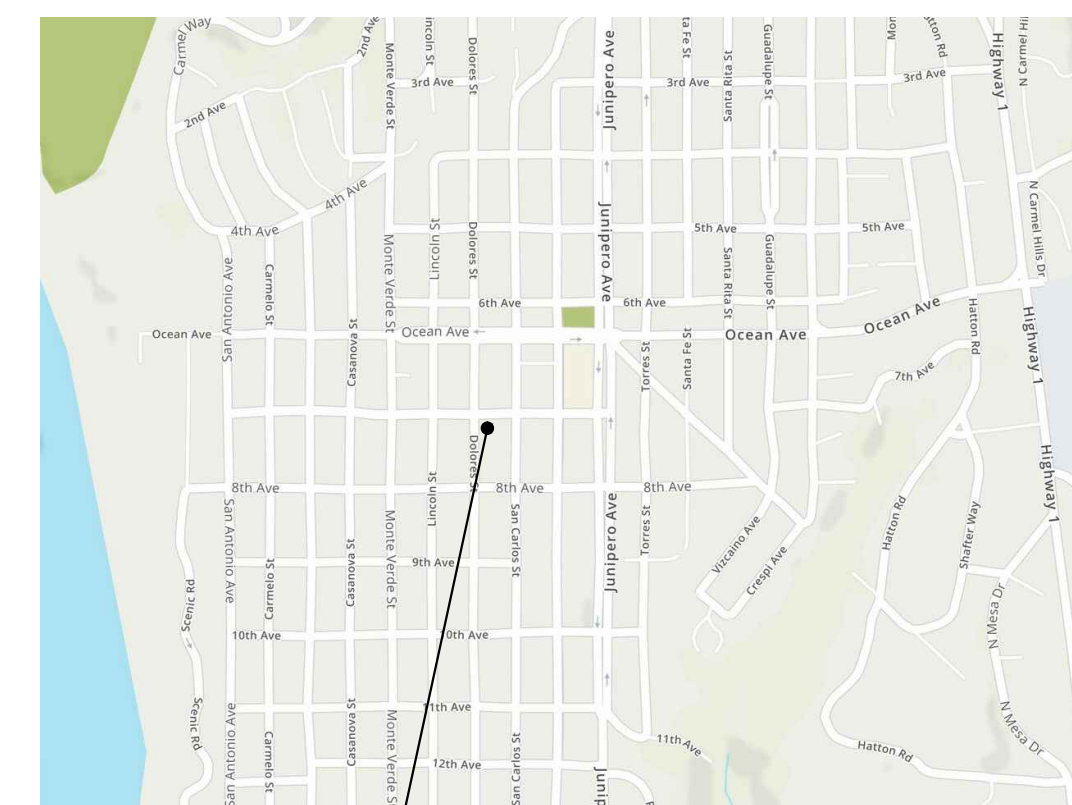 Carmel Way
2nd Ave
Monte Verde St
Dolores St
3rd Ave
Junipero Ave
3rd Ave
Santa Rita St
Guadalupe St
3rd Ave
Highway 1
2nd Ave
4th Ave
4th Ave
N Carmel Hills Dr
Monte Verde St
Lincoln St
Dolores St
Junipero Ave
5th Ave
5th Ave
San Antonio Ave
Carmelo St
Santa Rita St
Guadalupe St
6th Ave
6th Ave
Ocean Ave
Casanova St
Ocean Ave
Ocean Ave
Ocean Ave
Hatton Rd
Highway 1
Torres St
Santa Fe St
7th Ave
Dolores St
Highway 1
8th Ave
8th Ave
8th Ave
Lincoln St
San Antonio Ave
Monte Verde St
San Carlos St
Junipero Ave
Torres St
Hatton Rd
Shafter Way
Vizcaino Ave
Crespi Ave
Scenic Rd
Carmelo St
Casanova St
9th Ave
N Mesa Dr
10th Ave
10th Ave
Scenic Rd
San Antonio Ave
Carmelo St
Casanova St
Monte Verde St
11th Ave
San Carlos St
11th Ave
Hatton Rd
N Mesa Dr
12th Ave